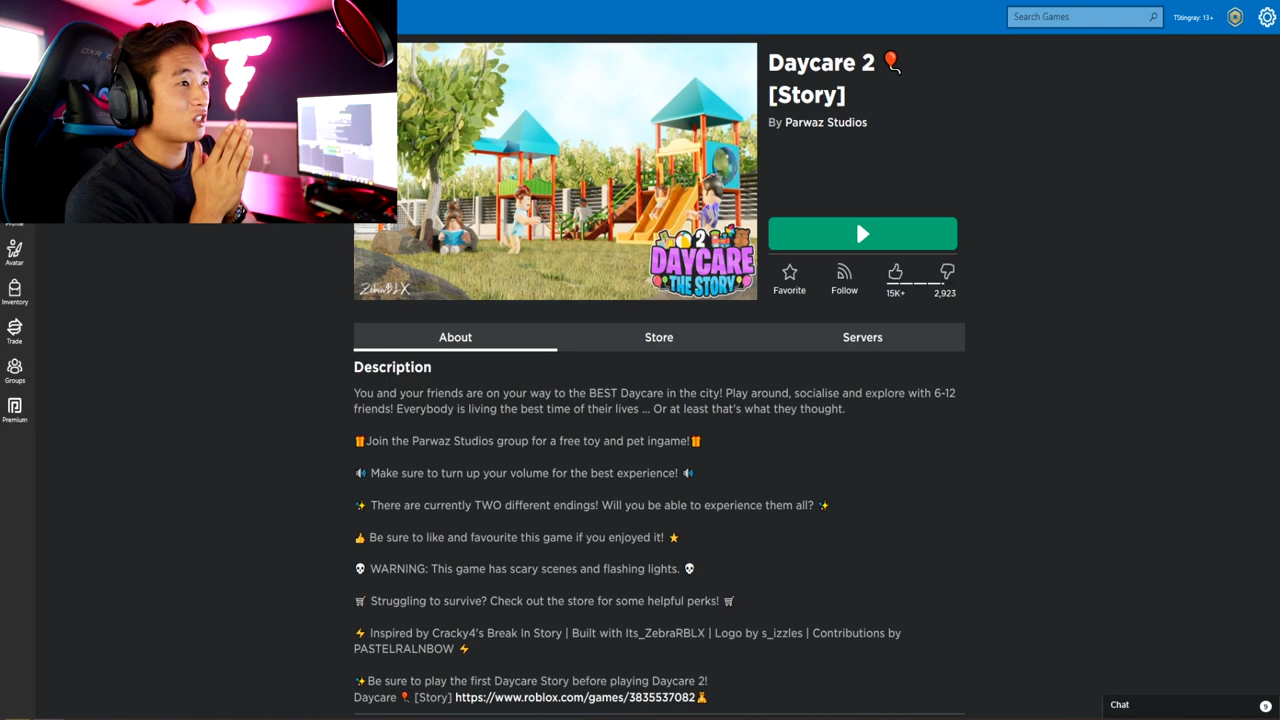 Search Games
TStingray: 13+
DXR
Daycare 2 🎈
[Story]
By Parwaz Studios
2
DAYCARE
THE STORY
ZebraBLX
Favorite
Follow
15K+
2,923
Avatar
Inventory
Trade
Groups
Premium
About
Store
Servers
Description
You and your friends are on your way to the BEST Daycare in the city! Play around, socialise and explore with 6-12
friends! Everybody is living the best time of their lives ... Or at least that's what they thought.
🎁Join the Parwaz Studios group for a free toy and pet ingame!🎁
🔊 Make sure to turn up your volume for the best experience! 🔊
✨ There are currently TWO different endings! Will you be able to experience them all? ✨
👍 Be sure to like and favourite this game if you enjoyed it! ⭐
💀 WARNING: This game has scary scenes and flashing lights. 💀
🛒 Struggling to survive? Check out the store for some helpful perks! 🛒
⚡ Inspired by Cracky4's Break In Story | Built with Its_ZebraRBLX | Logo by s_izzles | Contributions by
PASTELRALNBOW ⚡
✨Be sure to play the first Daycare Story before playing Daycare 2!
Daycare 🎈 [Story] https://www.roblox.com/games/3835537082🧸
Chat
9